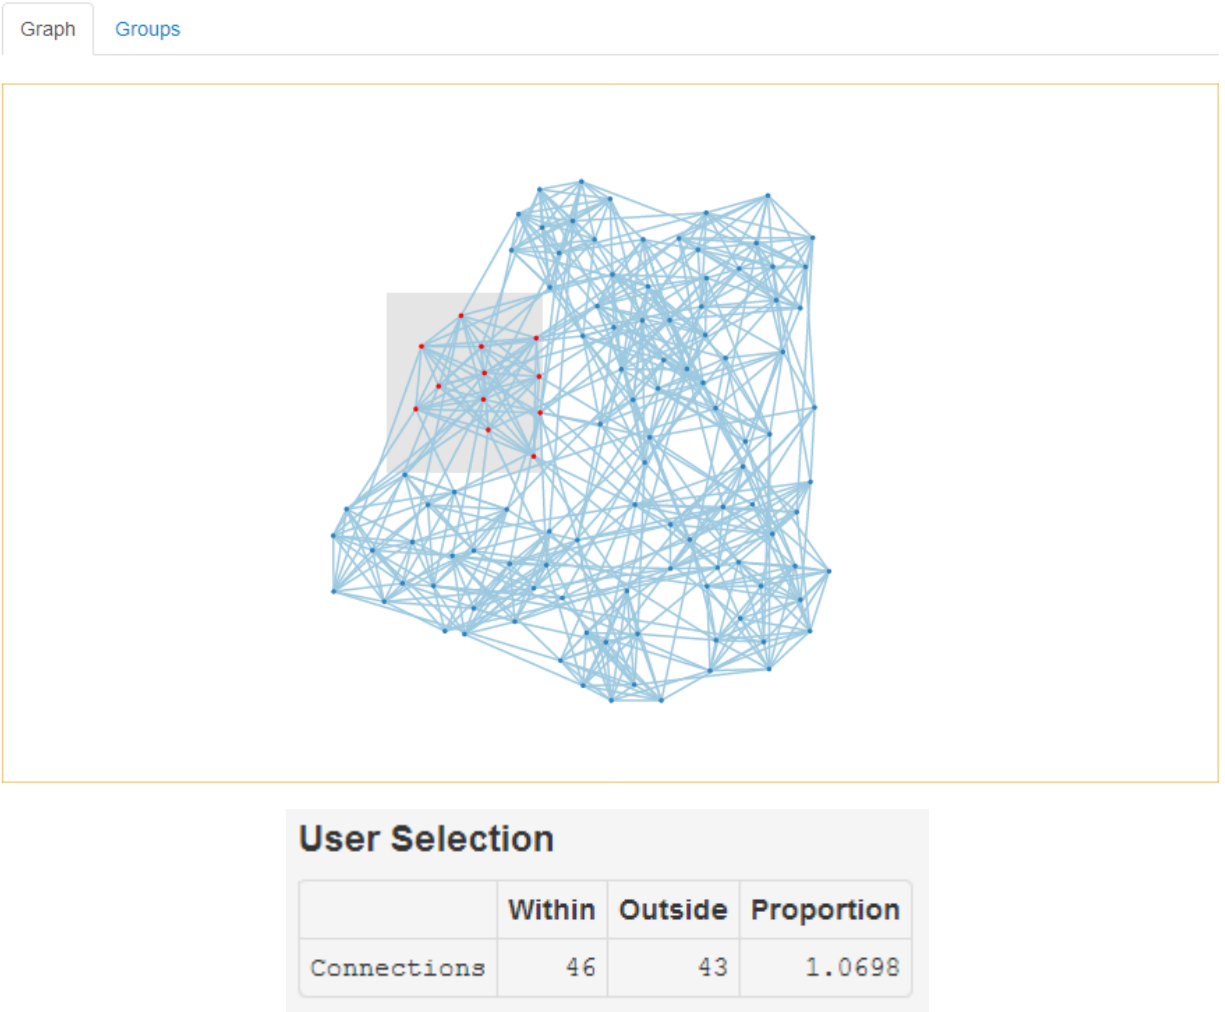 Graph Groups
User Selection
Within Outside Proportion
Connections 46 43 1.0698